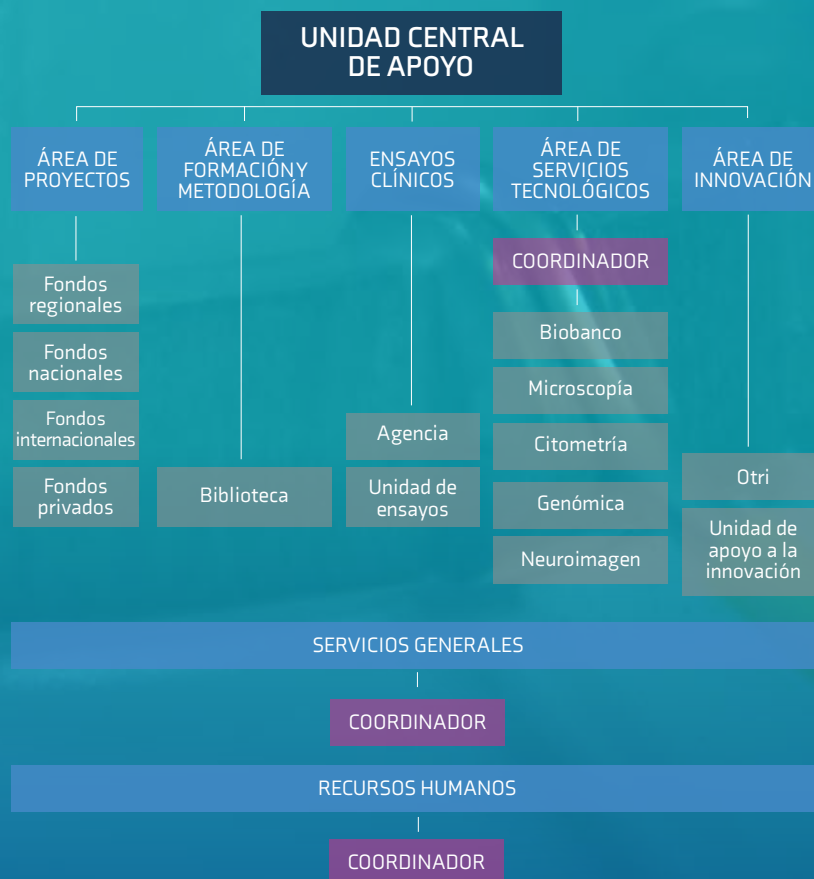 UNIDAD CENTRAL
DE APOYO
ÁREA DE
PROYECTOS
Fondos
regionales
Fondos
nacionales
Fondos
internacionales
Fondos
privados
ÁREA DE
FORMACIÓNY
METODOLOGÍA
Biblioteca
ENSAYOS
CLÍNICOS
Agencia
Unidad de
ensayos
ÁREA DE
SERVICIOS
TECNOLÓGICOS
COORDINADOR
Biobanco
Microscopía
Citometría
Genómica
Neuroimagen
ÁREA DE
INNOVACIÓN
Otri
Unidad de
apoyo a la
innovación
SERVICIOS GENERALES
COORDINADOR
RECURSOS HUMANOS
COORDINADOR